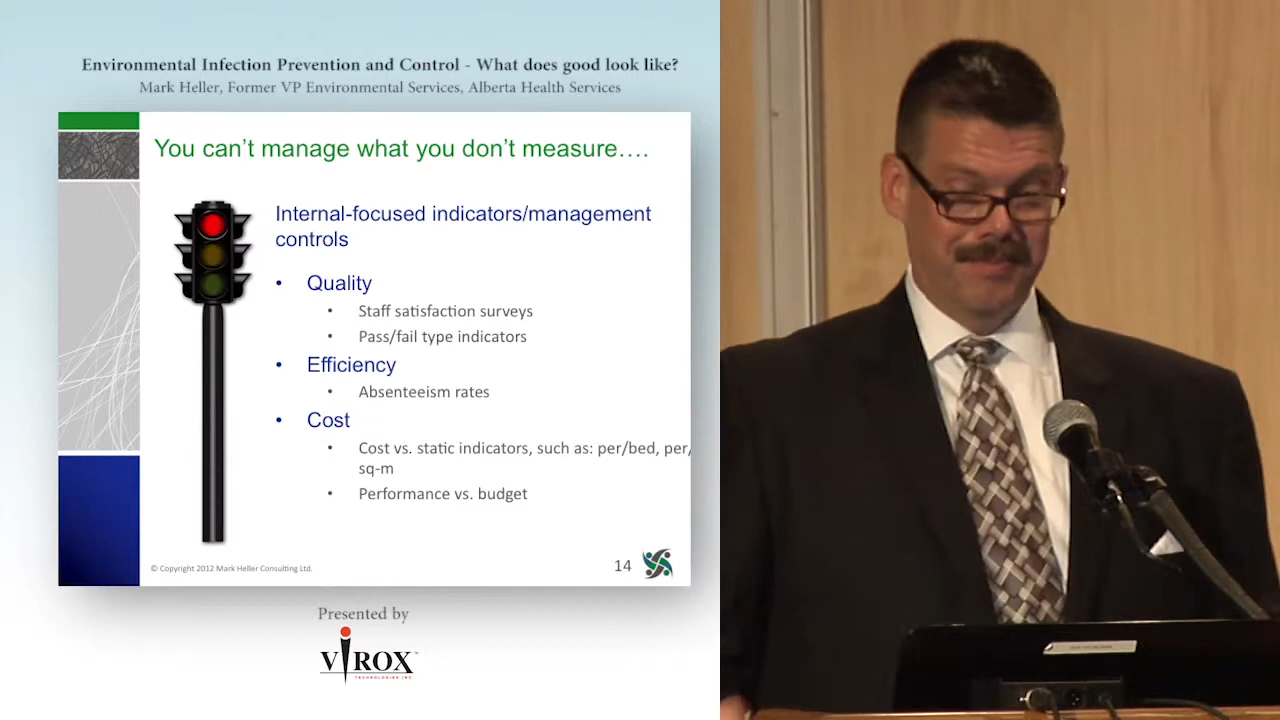 Environmental Infection Prevention and Control - What does good look like?
Mark Heller, Former VP Environmental Services, Alberta Health Services
You can't manage what you don't measure….
Internal-focused indicators/management
controls
• Quality
• Staff satisfaction surveys
• Pass/fail type indicators
• Efficiency
• Absenteeism rates
• Cost
• Cost vs. static indicators, such as: per/bed, per/
sq-m
• Performance vs. budget
© Copyright 2012 Mark Heller Consulting Ltd.
14
Presented by
VIROX™
TECHNOLOGIES INC.